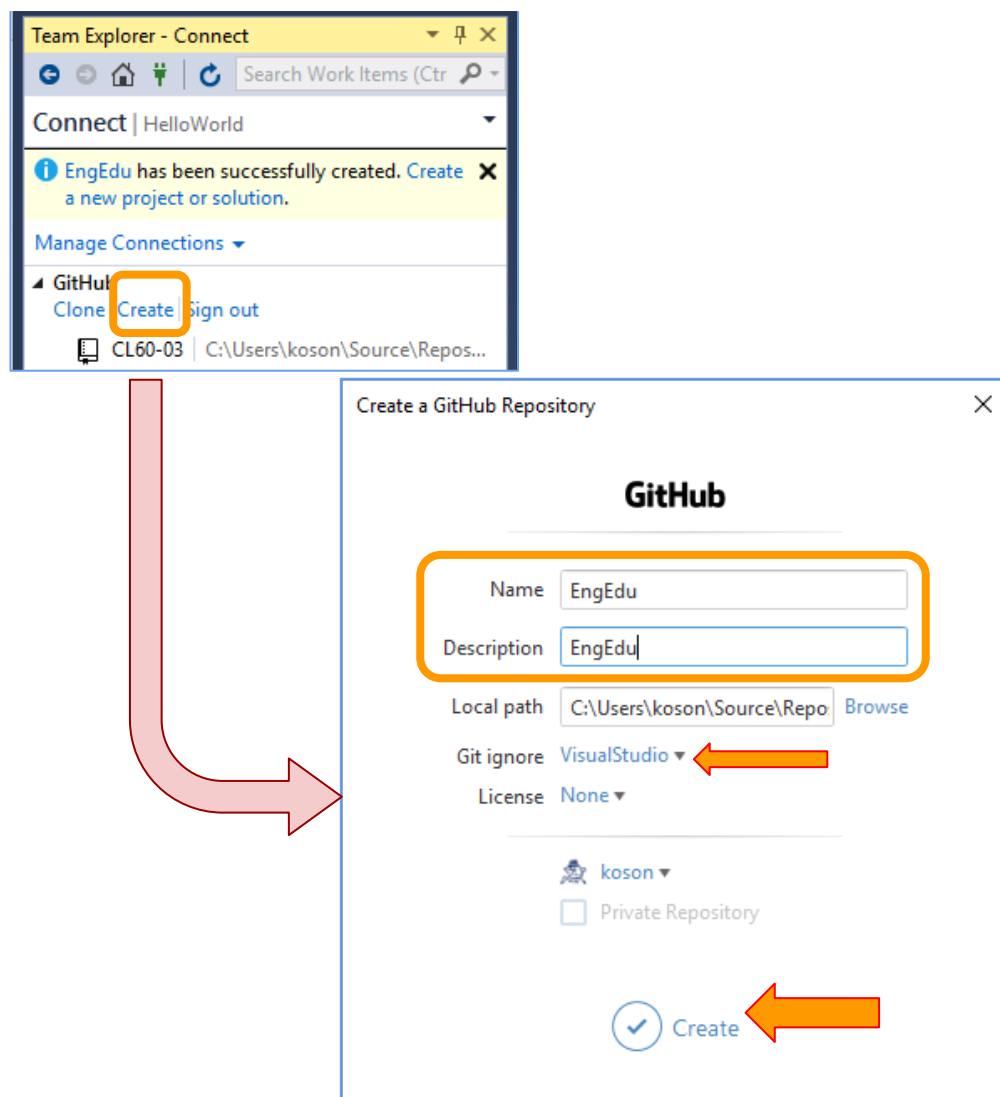 Team Explorer - Connect
Search Work Items (Ctr
Connect | HelloWorld
EngEdu has been successfully created. Create
a new project or solution.
Manage Connections
GitHub
Clone Create Sign out
CL60-03 C:\Users\koson\Source\Repos...
Create a GitHub Repository
GitHub
Name EngEdu
Description EngEdu
Local path C:\Users\koson\Source\Repo Browse
Git ignore VisualStudio
License None
koson
Private Repository
Create